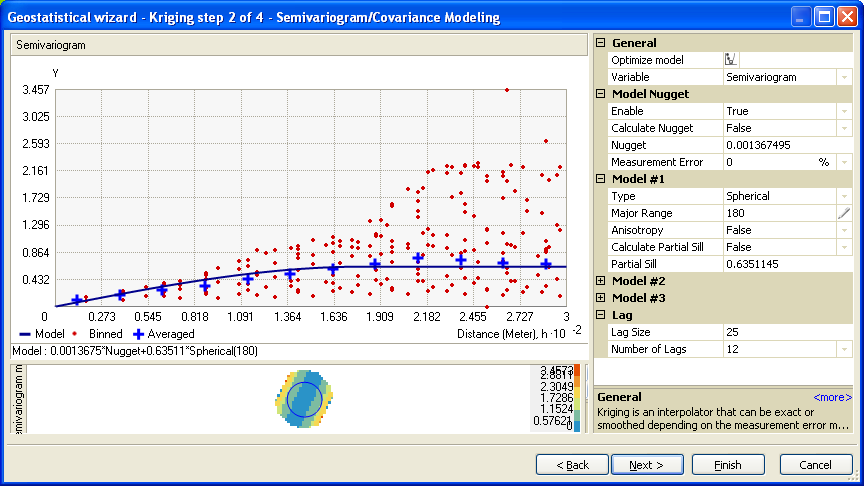 Geostatistical wizard - Kriging step 2 of 4 - Semivariogram/Covariance Modeling
Semivariogram
γ
3.457
3.025
2.593
2.161
1.729
1.296
0.864
0.432
0 0.273 0.545 0.818 1.091 1.364 1.636 1.909 2.182 2.455 2.727 3
Model Binned Averaged Distance (Meter), h ·10 -2
Model : 0.0013675*Nugget+0.63511*Spherical(180)
emivariogram m
3.4573
2.8811
2.3049
1.7286
1.1524
0.57621
0
General
Optimize model
Variable Semivariogram
Model Nugget
Enable True
Calculate Nugget False
Nugget 0.001367495
Measurement Error 0 %
Model #1
Type Spherical
Major Range 180
Anisotropy False
Calculate Partial Sill False
Partial Sill 0.6351145
Model #2
Model #3
Lag
Lag Size 25
Number of Lags 12
General <more>
Kriging is an interpolator that can be exact or
smoothed depending on the measurement error m...
< Back Next > Finish Cancel